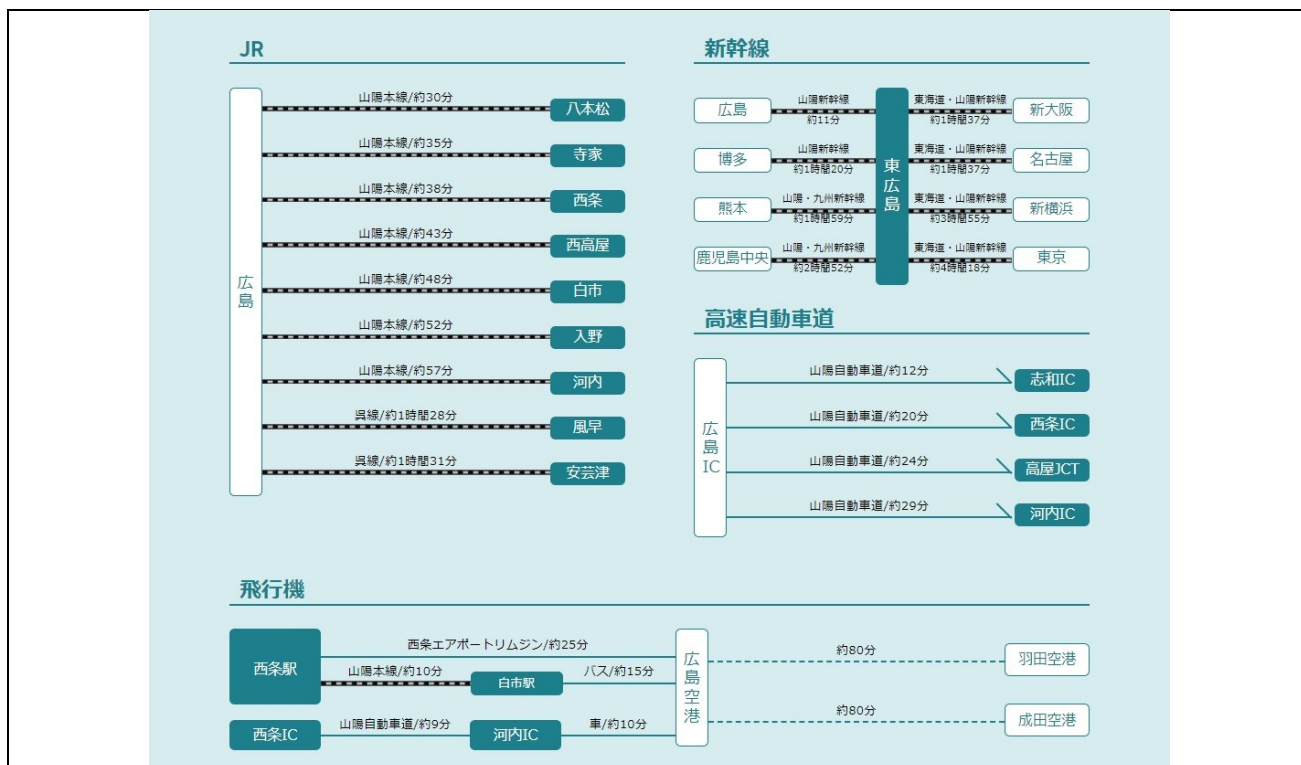 JR
広島
山陽本線/約30分
八本松
山陽本線/約35分
寺家
山陽本線/約38分
西条
山陽本線/約43分
西高屋
山陽本線/約48分
白市
山陽本線/約52分
入野
山陽本線/約57分
河内
呉線/約1時間28分
風早
呉線/約1時間31分
安芸津
新幹線
広島
山陽新幹線
約11分
博多
山陽新幹線
約1時間20分
熊本
山陽・九州新幹線
約1時間59分
鹿児島中央
山陽・九州新幹線
約2時間52分
東広島
東海道・山陽新幹線
約1時間37分
新大阪
東海道・山陽新幹線
約1時間37分
名古屋
東海道・山陽新幹線
約3時間55分
新横浜
東海道・山陽新幹線
約4時間18分
東京
高速自動車道
広島IC
山陽自動車道/約12分
志和IC
山陽自動車道/約20分
西条IC
山陽自動車道/約24分
高屋JCT
山陽自動車道/約29分
河内IC
飛行機
西条駅
西条エアポートリムジン/約25分
山陽本線/約10分
白市駅
バス/約15分
西条IC
山陽自動車道/約9分
河内IC
車/約10分
広島空港
約80分
羽田空港
約80分
成田空港